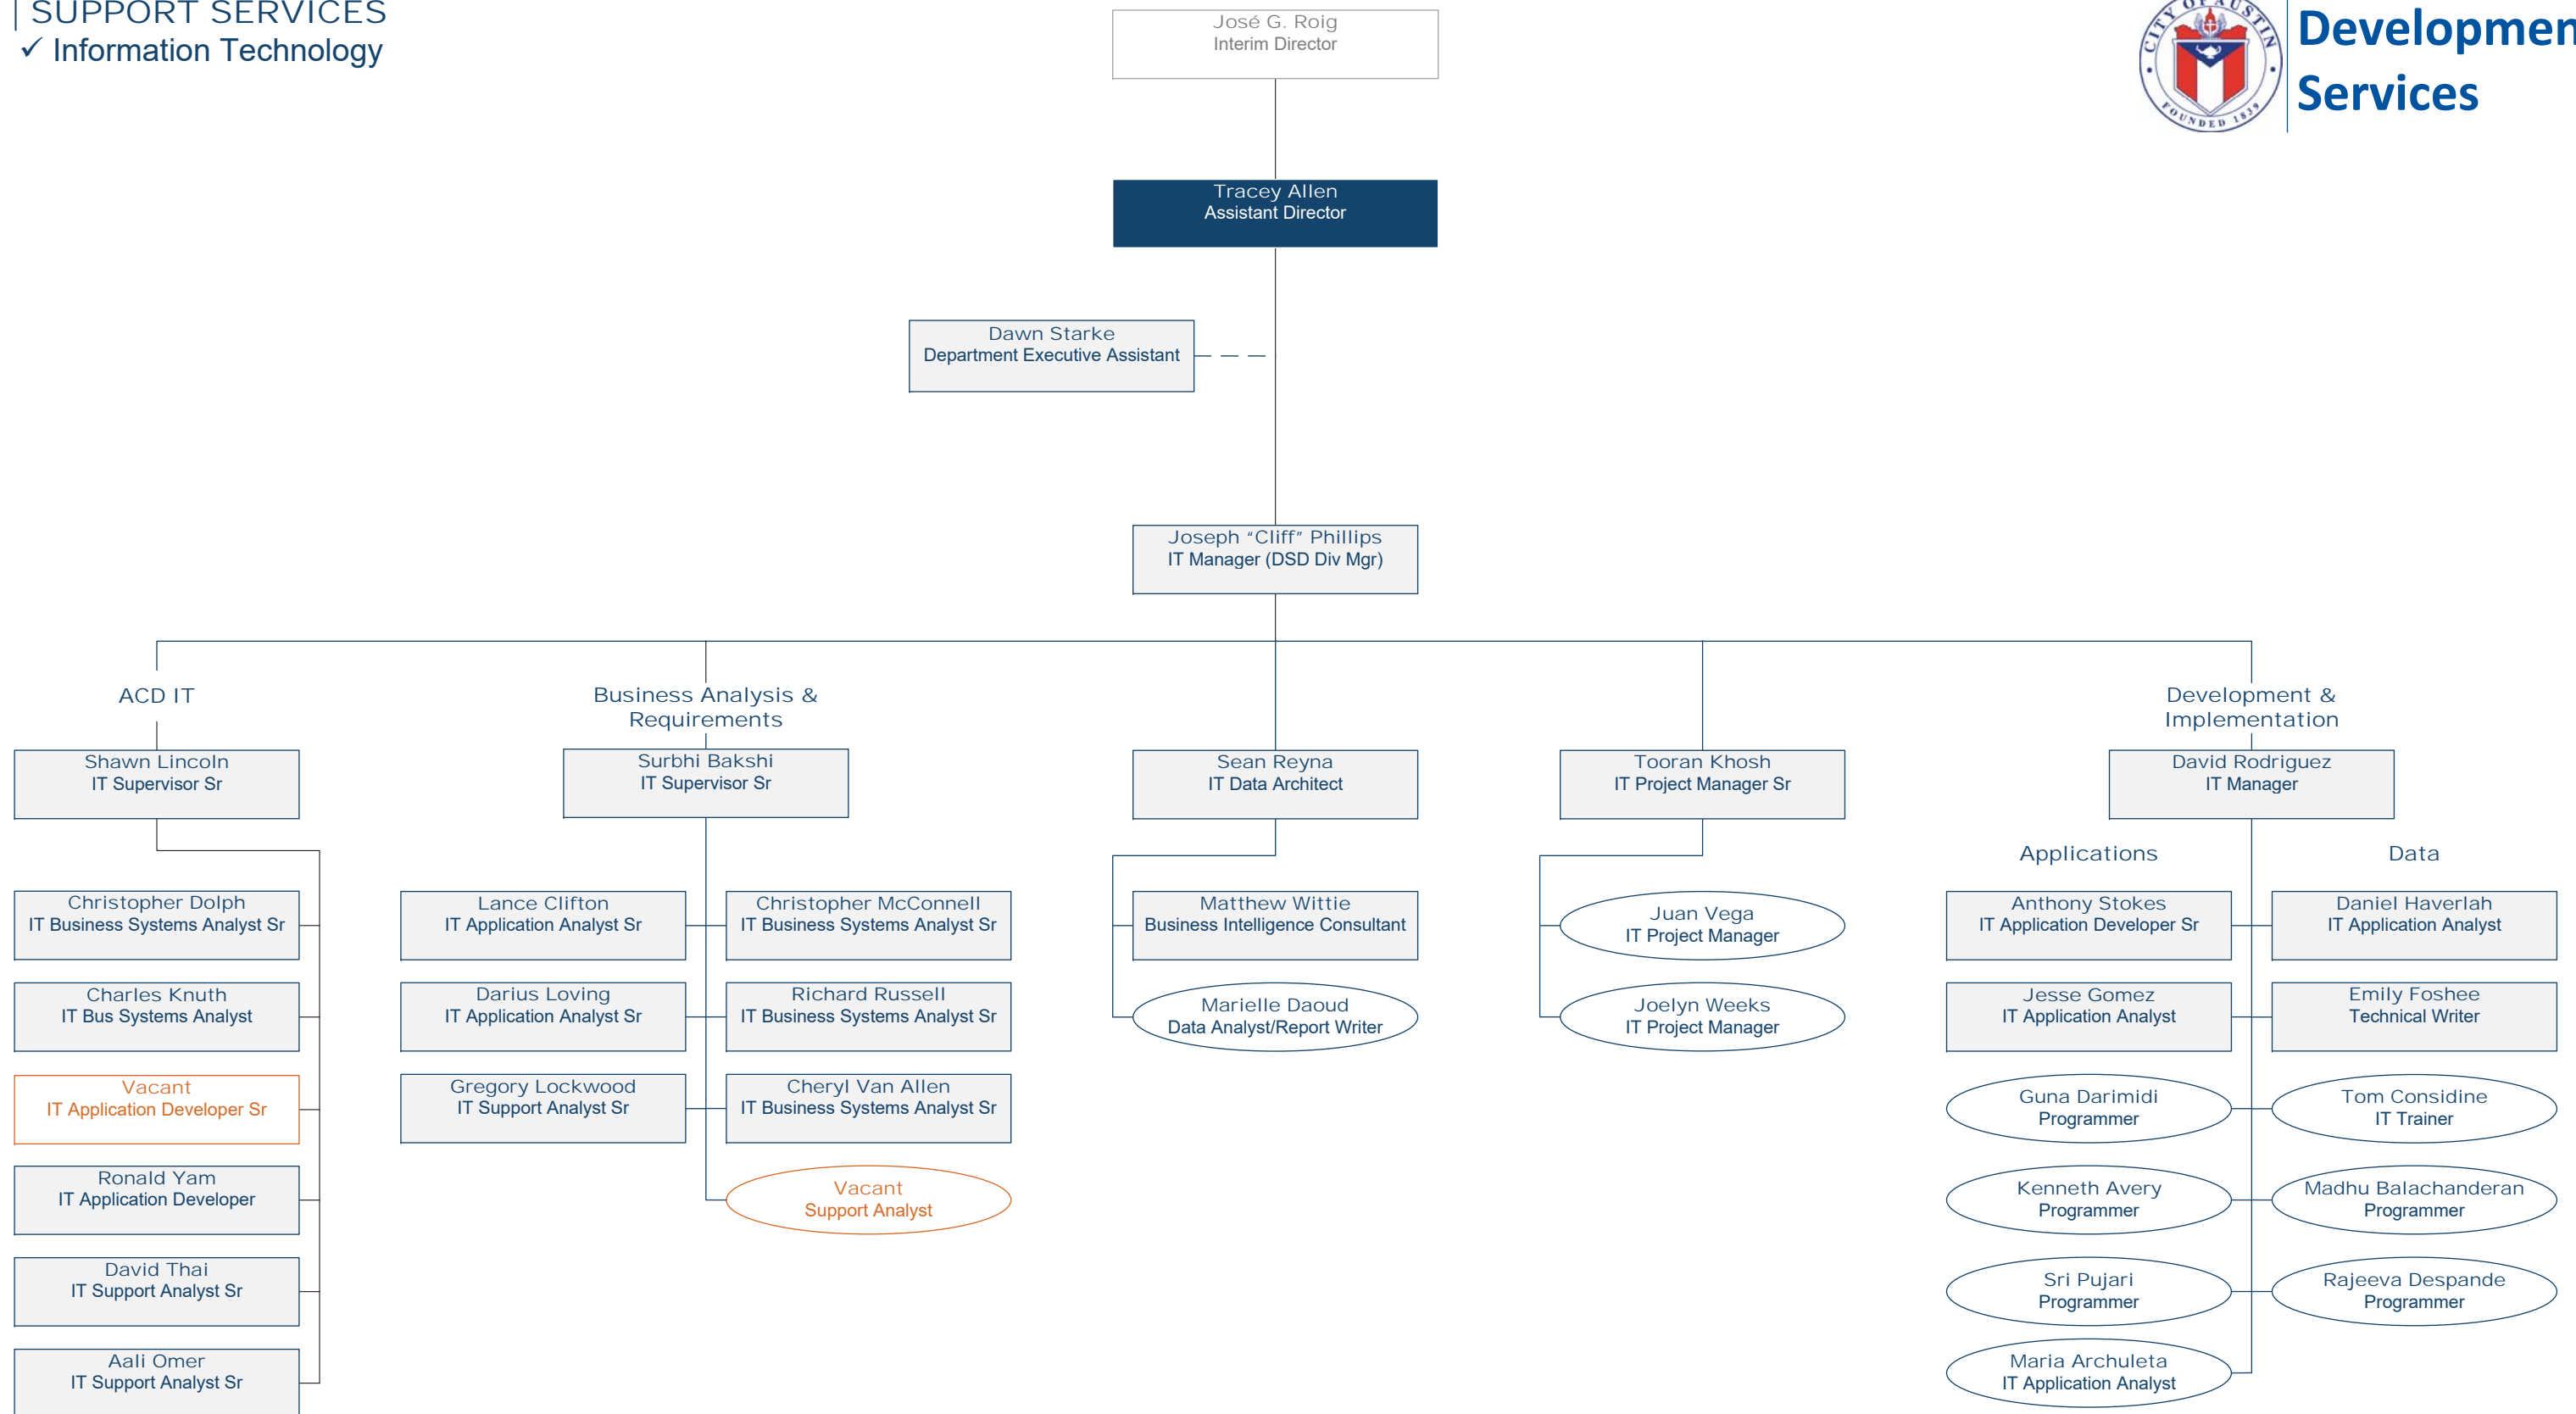 SUPPORT SERVICES
✓ Information Technology
CITY OF AUSTIN
FOUNDED 1839
Developmen
Services
José G. Roig
Interim Director
Tracey Allen
Assistant Director
Dawn Starke
Department Executive Assistant
Joseph “Cliff” Phillips
IT Manager (DSD Div Mgr)
ACD IT
Shawn Lincoln
IT Supervisor Sr
Christopher Dolph
IT Business Systems Analyst Sr
Charles Knuth
IT Bus Systems Analyst
Vacant
IT Application Developer Sr
Ronald Yam
IT Application Developer
David Thai
IT Support Analyst Sr
Aali Omer
IT Support Analyst Sr
Business Analysis &
Requirements
Surbhi Bakshi
IT Supervisor Sr
Lance Clifton
IT Application Analyst Sr
Christopher McConnell
IT Business Systems Analyst Sr
Darius Loving
IT Application Analyst Sr
Richard Russell
IT Business Systems Analyst Sr
Gregory Lockwood
IT Support Analyst Sr
Cheryl Van Allen
IT Business Systems Analyst Sr
Vacant
Support Analyst
Sean Reyna
IT Data Architect
Matthew Wittie
Business Intelligence Consultant
Marielle Daoud
Data Analyst/Report Writer
Tooran Khosh
IT Project Manager Sr
Juan Vega
IT Project Manager
Joelyn Weeks
IT Project Manager
Development &
Implementation
David Rodriguez
IT Manager
Applications
Data
Anthony Stokes
IT Application Developer Sr
Daniel Haverlah
IT Application Analyst
Jesse Gomez
IT Application Analyst
Emily Foshee
Technical Writer
Guna Darimidi
Programmer
Tom Considine
IT Trainer
Kenneth Avery
Programmer
Madhu Balachanderan
Programmer
Sri Pujari
Programmer
Rajeeva Despande
Programmer
Maria Archuleta
IT Application Analyst